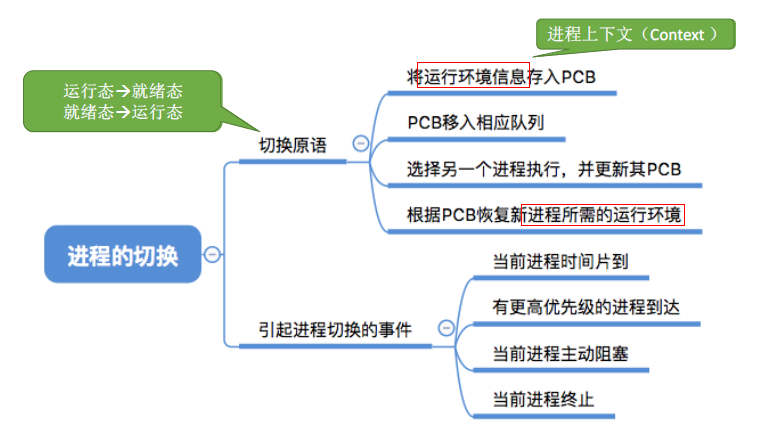 进程上下文（Context ）
将运行环境信息存入PCB
运行态→就绪态
就绪态→运行态
PCB移入相应队列
切换原语
选择另一个进程执行，并更新其PCB
根据PCB恢复新进程所需的运行环境
进程的切换
当前进程时间片到
有更高优先级的进程到达
引起进程切换的事件
当前进程主动阻塞
当前进程终止